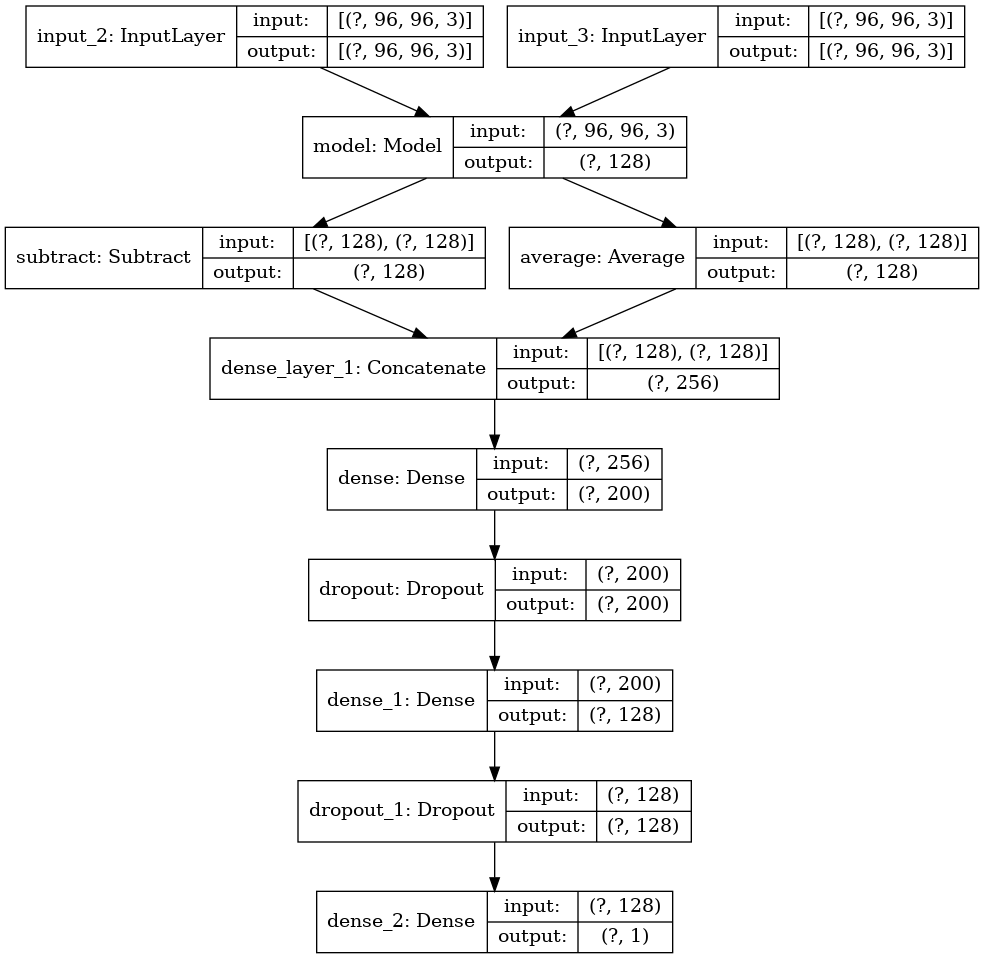 input_2: InputLayer
input: [(?, 96, 96, 3)]
output: [(?, 96, 96, 3)]
input_3: InputLayer
input: [(?, 96, 96, 3)]
output: [(?, 96, 96, 3)]
model: Model
input: (?, 96, 96, 3)
output: (?, 128)
subtract: Subtract
input: [(?, 128), (?, 128)]
output: (?, 128)
average: Average
input: [(?, 128), (?, 128)]
output: (?, 128)
dense_layer_1: Concatenate
input: [(?, 128), (?, 128)]
output: (?, 256)
dense: Dense
input: (?, 256)
output: (?, 200)
dropout: Dropout
input: (?, 200)
output: (?, 200)
dense_1: Dense
input: (?, 200)
output: (?, 128)
dropout_1: Dropout
input: (?, 128)
output: (?, 128)
dense_2: Dense
input: (?, 128)
output: (?, 1)